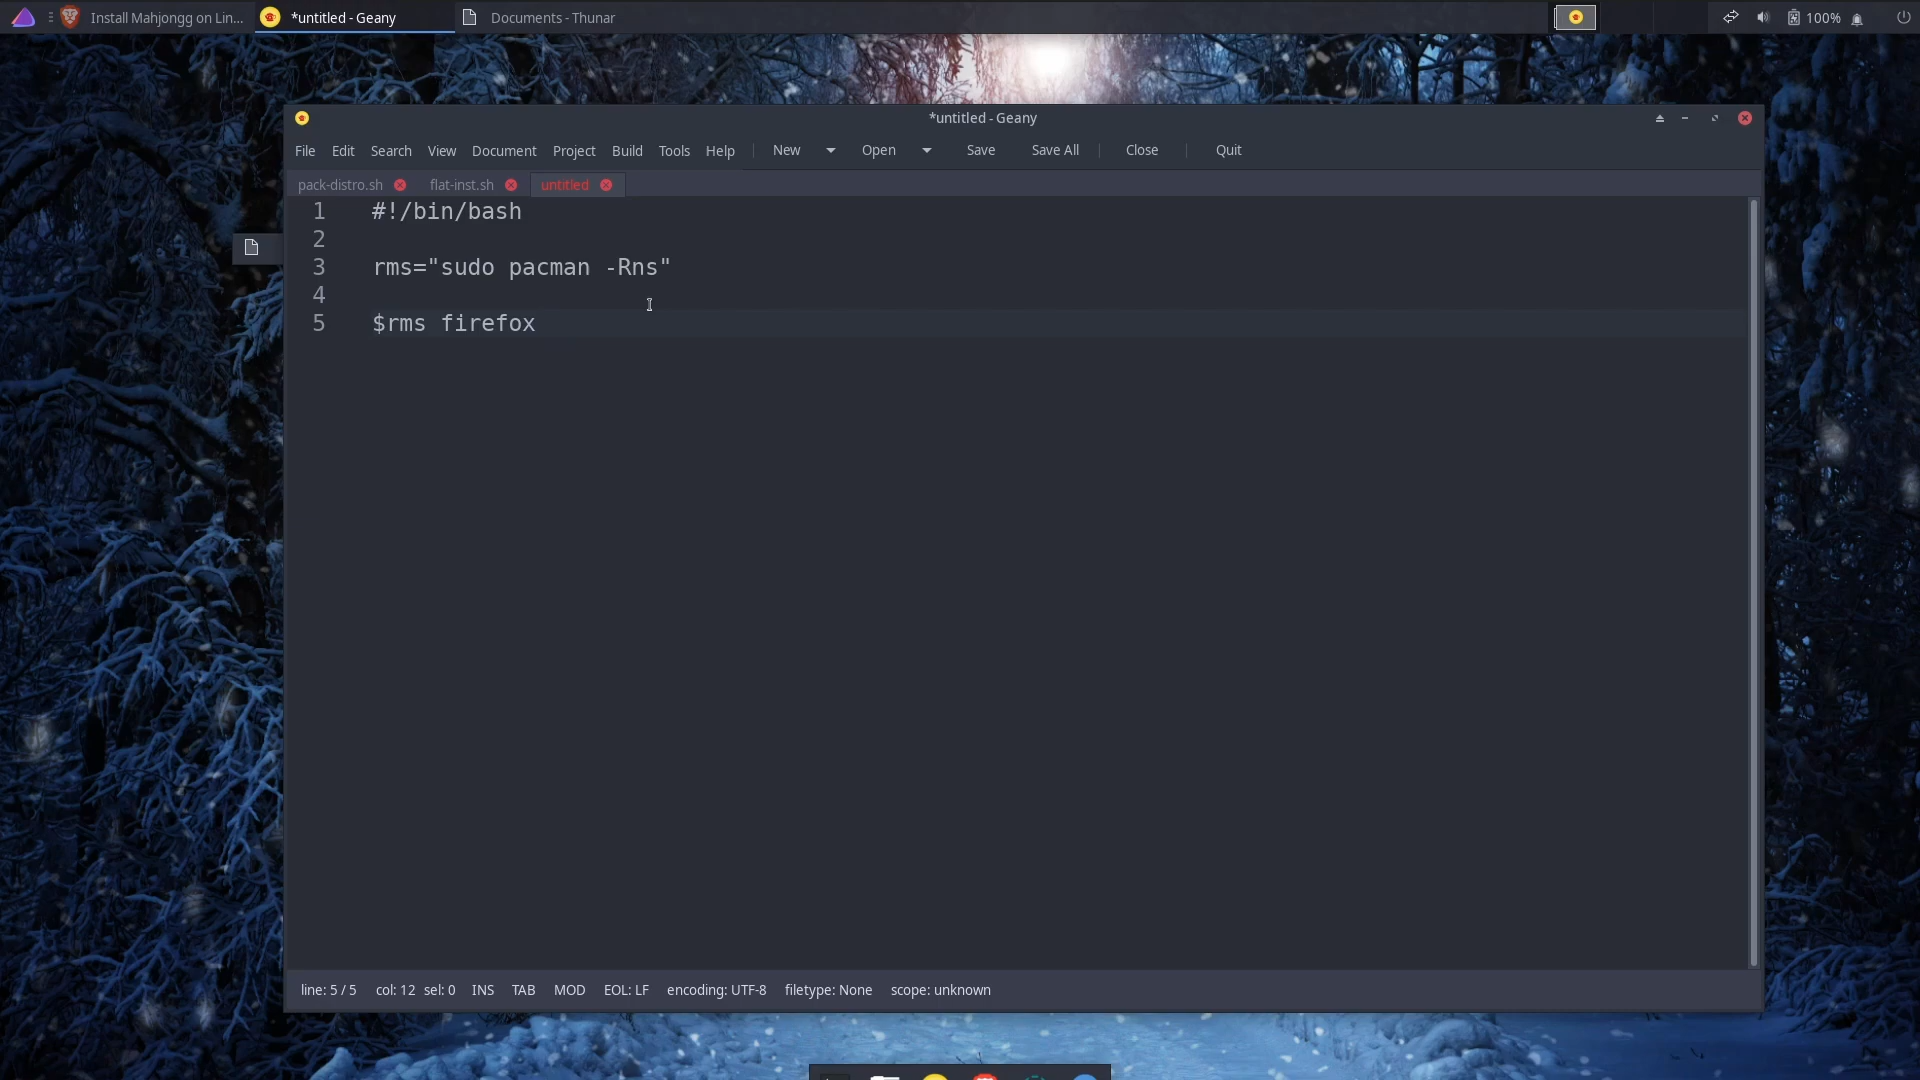 Install Mahjongg on Lin...
*untitled - Geany
Documents - Thunar
100%
*untitled - Geany
File Edit Search View Document Project Build Tools Help New Open Save Save All Close Quit
pack-distro.sh flat-inst.sh untitled
1 #!/bin/bash
2
3 rms="sudo pacman -Rns"
4
5 $rms firefox
line: 5 / 5 col: 12 sel: 0 INS TAB MOD EOL: LF encoding: UTF-8 filetype: None scope: unknown